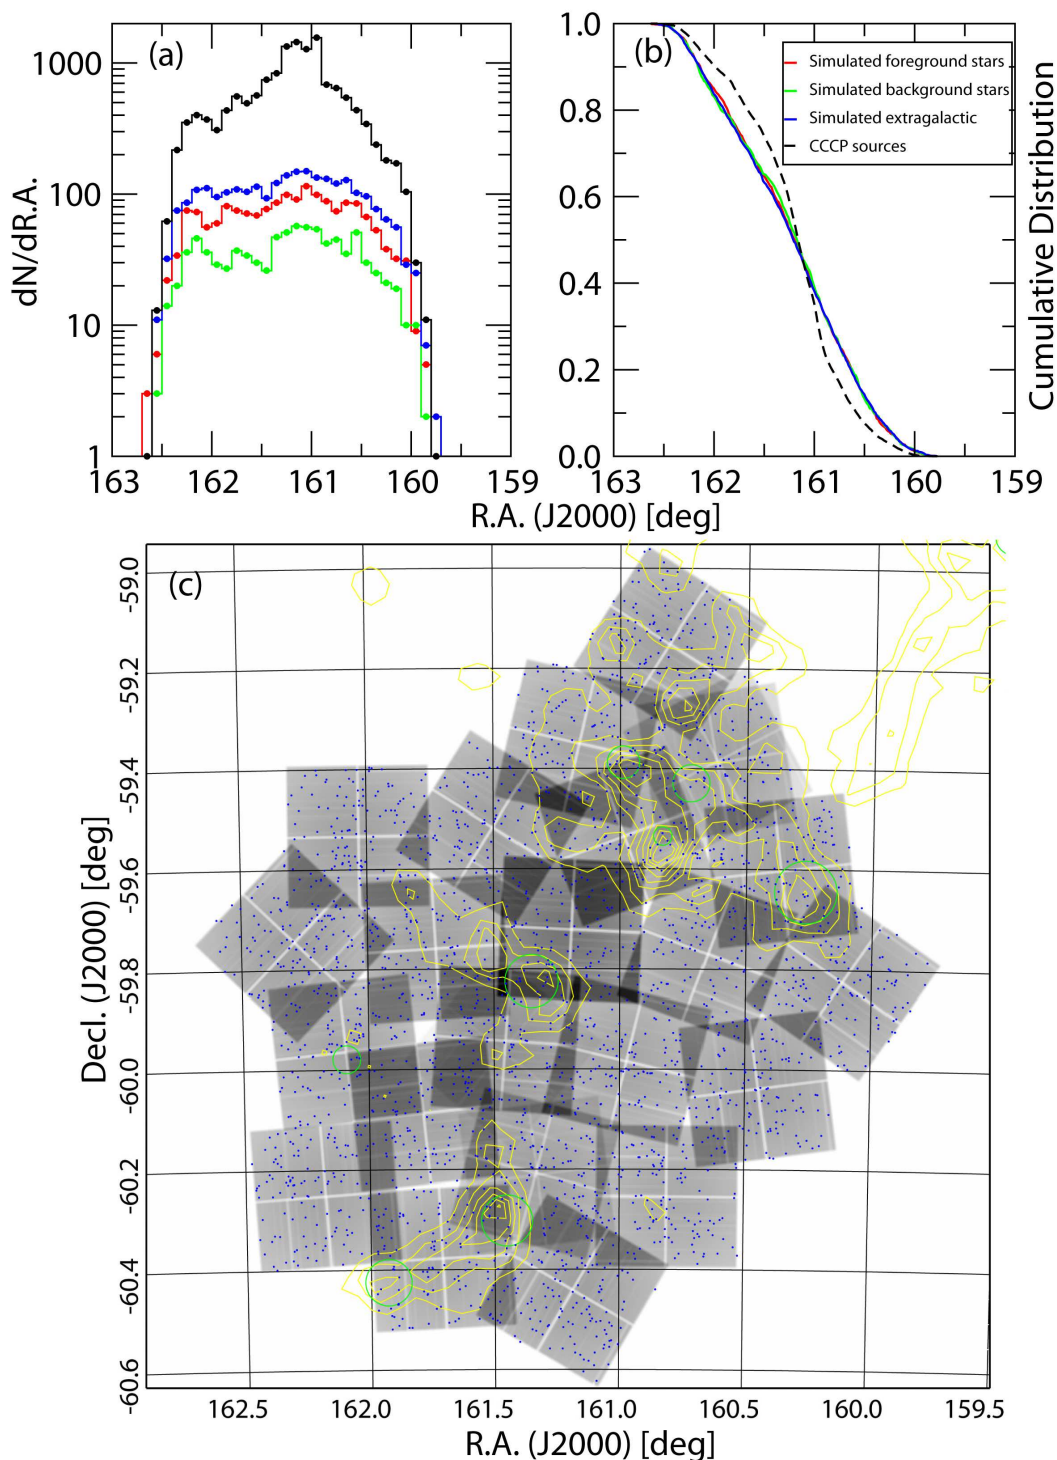 (a)
dN/dR.A.
1000
100
10
1
163 162 161 160 159
(b)
Simulated foreground stars
Simulated background stars
Simulated extragalactic
CCCP sources
1.0
0.8
0.6
0.4
0.2
0.0
163 162 161 160 159
Cumulative Distribution
R.A. (J2000) [deg]
(c)
Decl. (J2000) [deg]
-59.0
-59.2
-59.4
-59.6
-59.8
-60.0
-60.2
-60.4
-60.6
162.5 162.0 161.5 161.0 160.5 160.0 159.5
R.A. (J2000) [deg]